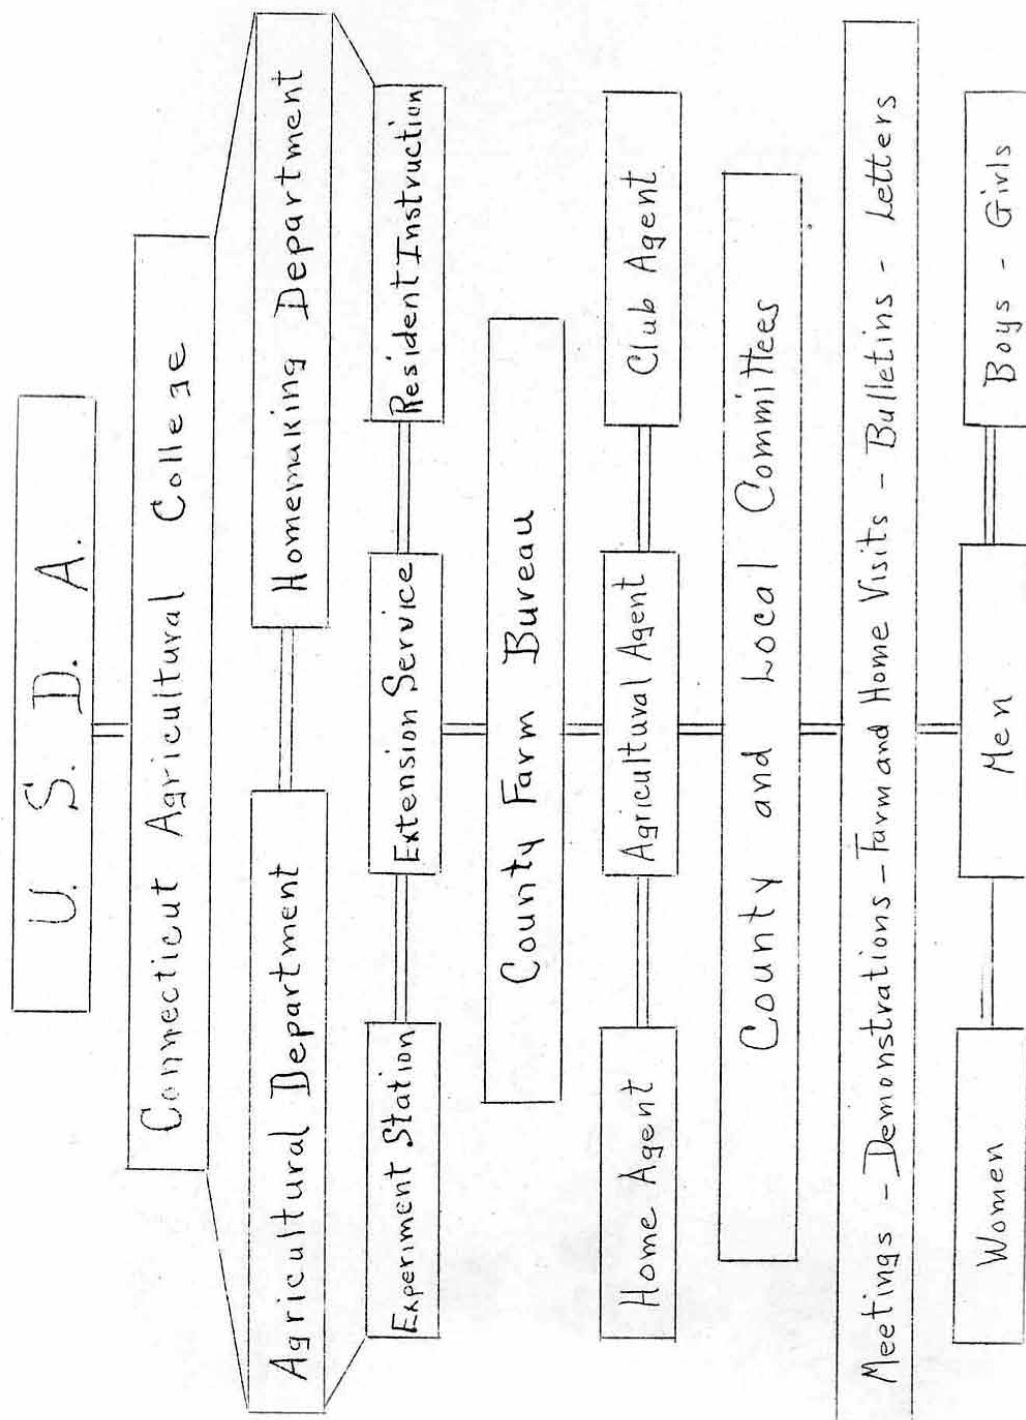 U. S. D. A.
Connecticut Agricultural College
Agricultural Department Homemaking Department
Experiment Station Extension Service Resident Instruction
County Farm Bureau
Home Agent Agricultural Agent Club Agent
County and Local Committees
Meetings - Demonstrations - Farm and Home Visits - Bulletins - Letters
Women Men Boys - Girls